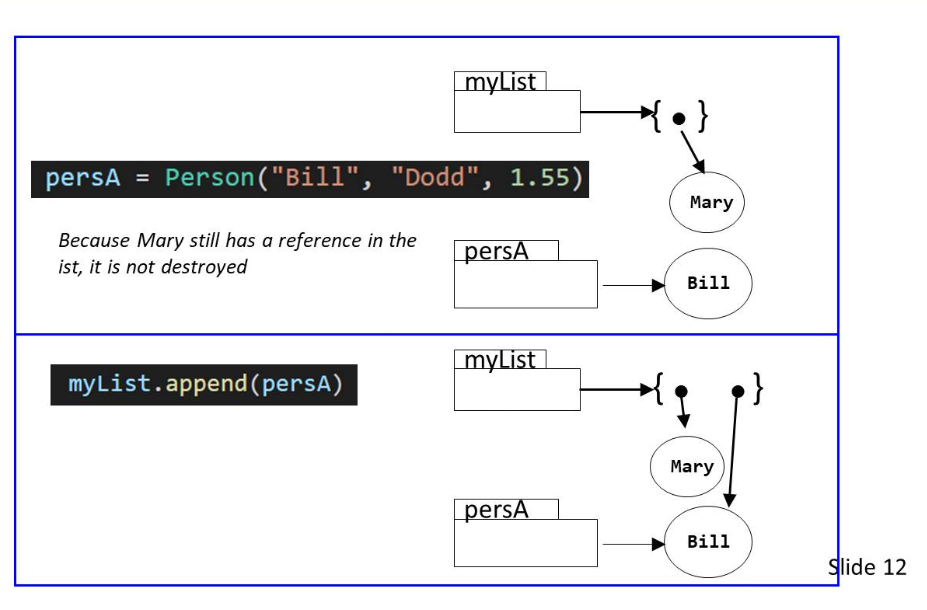 myList
{ }
persA = Person("Bill", "Dodd", 1.55)
Mary
Because Mary still has a reference in the
ist, it is not destroyed
persA
Bill
myList
myList.append(persA)
{ }
Mary
persA
Bill
Slide 12